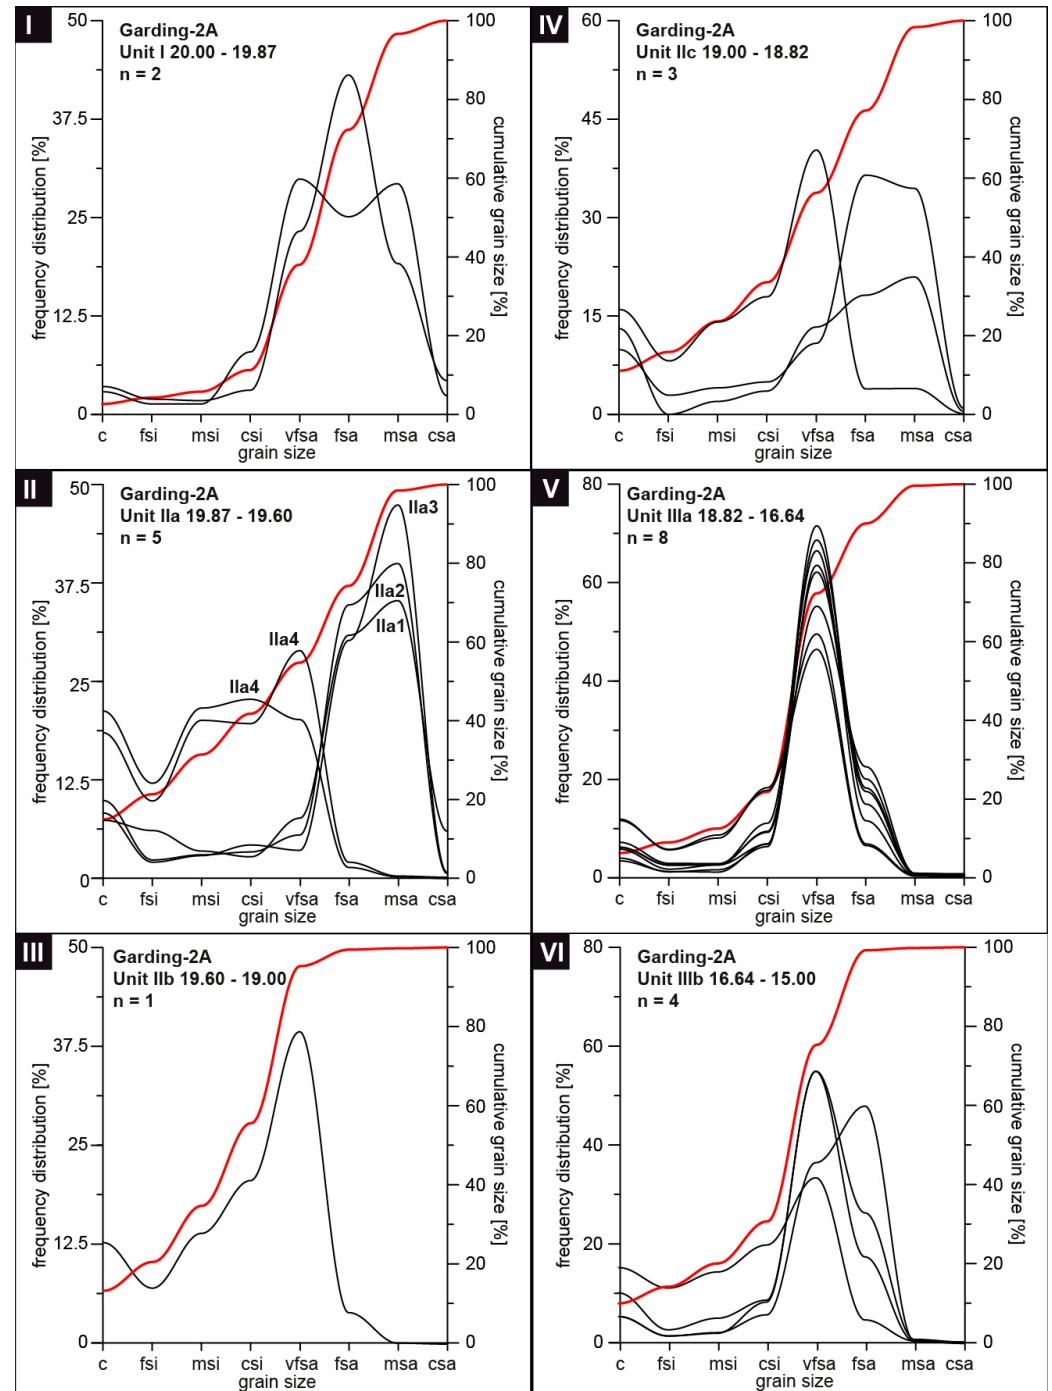 I
Garding-2A
Unit I 20.00 - 19.87
n = 2
50
37.5
25
12.5
0
frequency distribution [%]
100
80
60
40
20
0
cumulative grain size [%]
c fsi msi csi vfsa fsa msa csa
grain size
IV
Garding-2A
Unit IIc 19.00 - 18.82
n = 3
60
45
30
15
0
frequency distribution [%]
100
80
60
40
20
0
cumulative grain size [%]
c fsi msi csi vfsa fsa msa csa
grain size
II
Garding-2A
Unit IIa 19.87 - 19.60
n = 5
50
37.5
25
12.5
0
frequency distribution [%]
IIa3
IIa2
IIa1
IIa4
IIa4
100
80
60
40
20
0
cumulative grain size [%]
c fsi msi csi vfsa fsa msa csa
grain size
V
Garding-2A
Unit IIIa 18.82 - 16.64
n = 8
80
60
40
20
0
frequency distribution [%]
100
80
60
40
20
0
cumulative grain size [%]
c fsi msi csi vfsa fsa msa csa
grain size
III
Garding-2A
Unit IIb 19.60 - 19.00
n = 1
50
37.5
25
12.5
0
frequency distribution [%]
100
80
60
40
20
0
cumulative grain size [%]
c fsi msi csi vfsa fsa msa csa
grain size
VI
Garding-2A
Unit IIIb 16.64 - 15.00
n = 4
80
60
40
20
0
frequency distribution [%]
100
80
60
40
20
0
cumulative grain size [%]
c fsi msi csi vfsa fsa msa csa
grain size